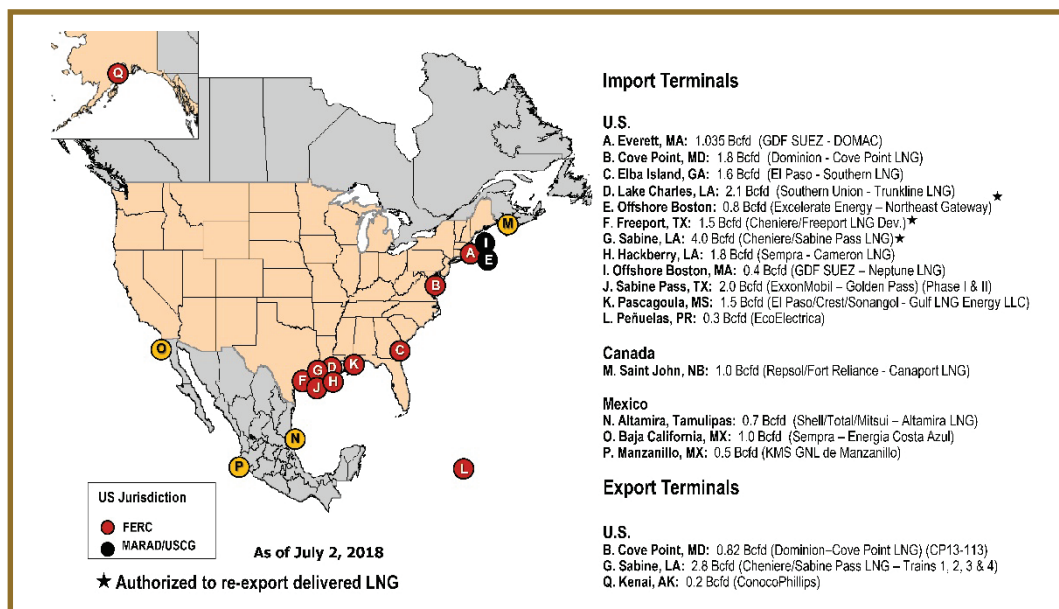 Import Terminals
U.S.
A. Everett, MA: 1.035 Bcfd (GDF SUEZ - DOMAC)
B. Cove Point, MD: 1.8 Bcfd (Dominion - Cove Point LNG)
C. Elba Island, GA: 1.6 Bcfd (El Paso - Southern LNG)
D. Lake Charles, LA: 2.1 Bcfd (Southern Union - Trunkline LNG)
E. Offshore Boston: 0.8 Bcfd (Excelerate Energy – Northeast Gateway)★
F. Freeport, TX: 1.5 Bcfd (Cheniere/Freeport LNG Dev.)★
G. Sabine, LA: 4.0 Bcfd (Cheniere/Sabine Pass LNG)★
H. Hackberry, LA: 1.8 Bcfd (Sempra - Cameron LNG)
I. Offshore Boston, MA: 0.4 Bcfd (GDF SUEZ – Neptune LNG)
J. Sabine Pass, TX: 2.0 Bcfd (ExxonMobil – Golden Pass) (Phase I & II)
K. Pascagoula, MS: 1.5 Bcfd (El Paso/Crest/Sonangol - Gulf LNG Energy LLC)
L. Peñuelas, PR: 0.3 Bcfd (EcoElectrica)
Canada
M. Saint John, NB: 1.0 Bcfd (Repsol/Fort Reliance - Canaport LNG)
Mexico
N. Altamira, Tamulipas: 0.7 Bcfd (Shell/Total/Mitsui – Altamira LNG)
O. Baja California, MX: 1.0 Bcfd (Sempra – Energia Costa Azul)
P. Manzanillo, MX: 0.5 Bcfd (KMS GNL de Manzanillo)
Export Terminals
U.S.
B. Cove Point, MD: 0.82 Bcfd (Dominion–Cove Point LNG) (CP13-113)
G. Sabine, LA: 2.8 Bcfd (Cheniere/Sabine Pass LNG – Trains 1, 2, 3 & 4)
Q. Kenai, AK: 0.2 Bcfd (ConocoPhillips)
Q
M
I
A
E
B
O
C
G
D
K
F
J
H
N
P
L
US Jurisdiction
FERC
MARAD/USCG
As of July 2, 2018
★ Authorized to re-export delivered LNG